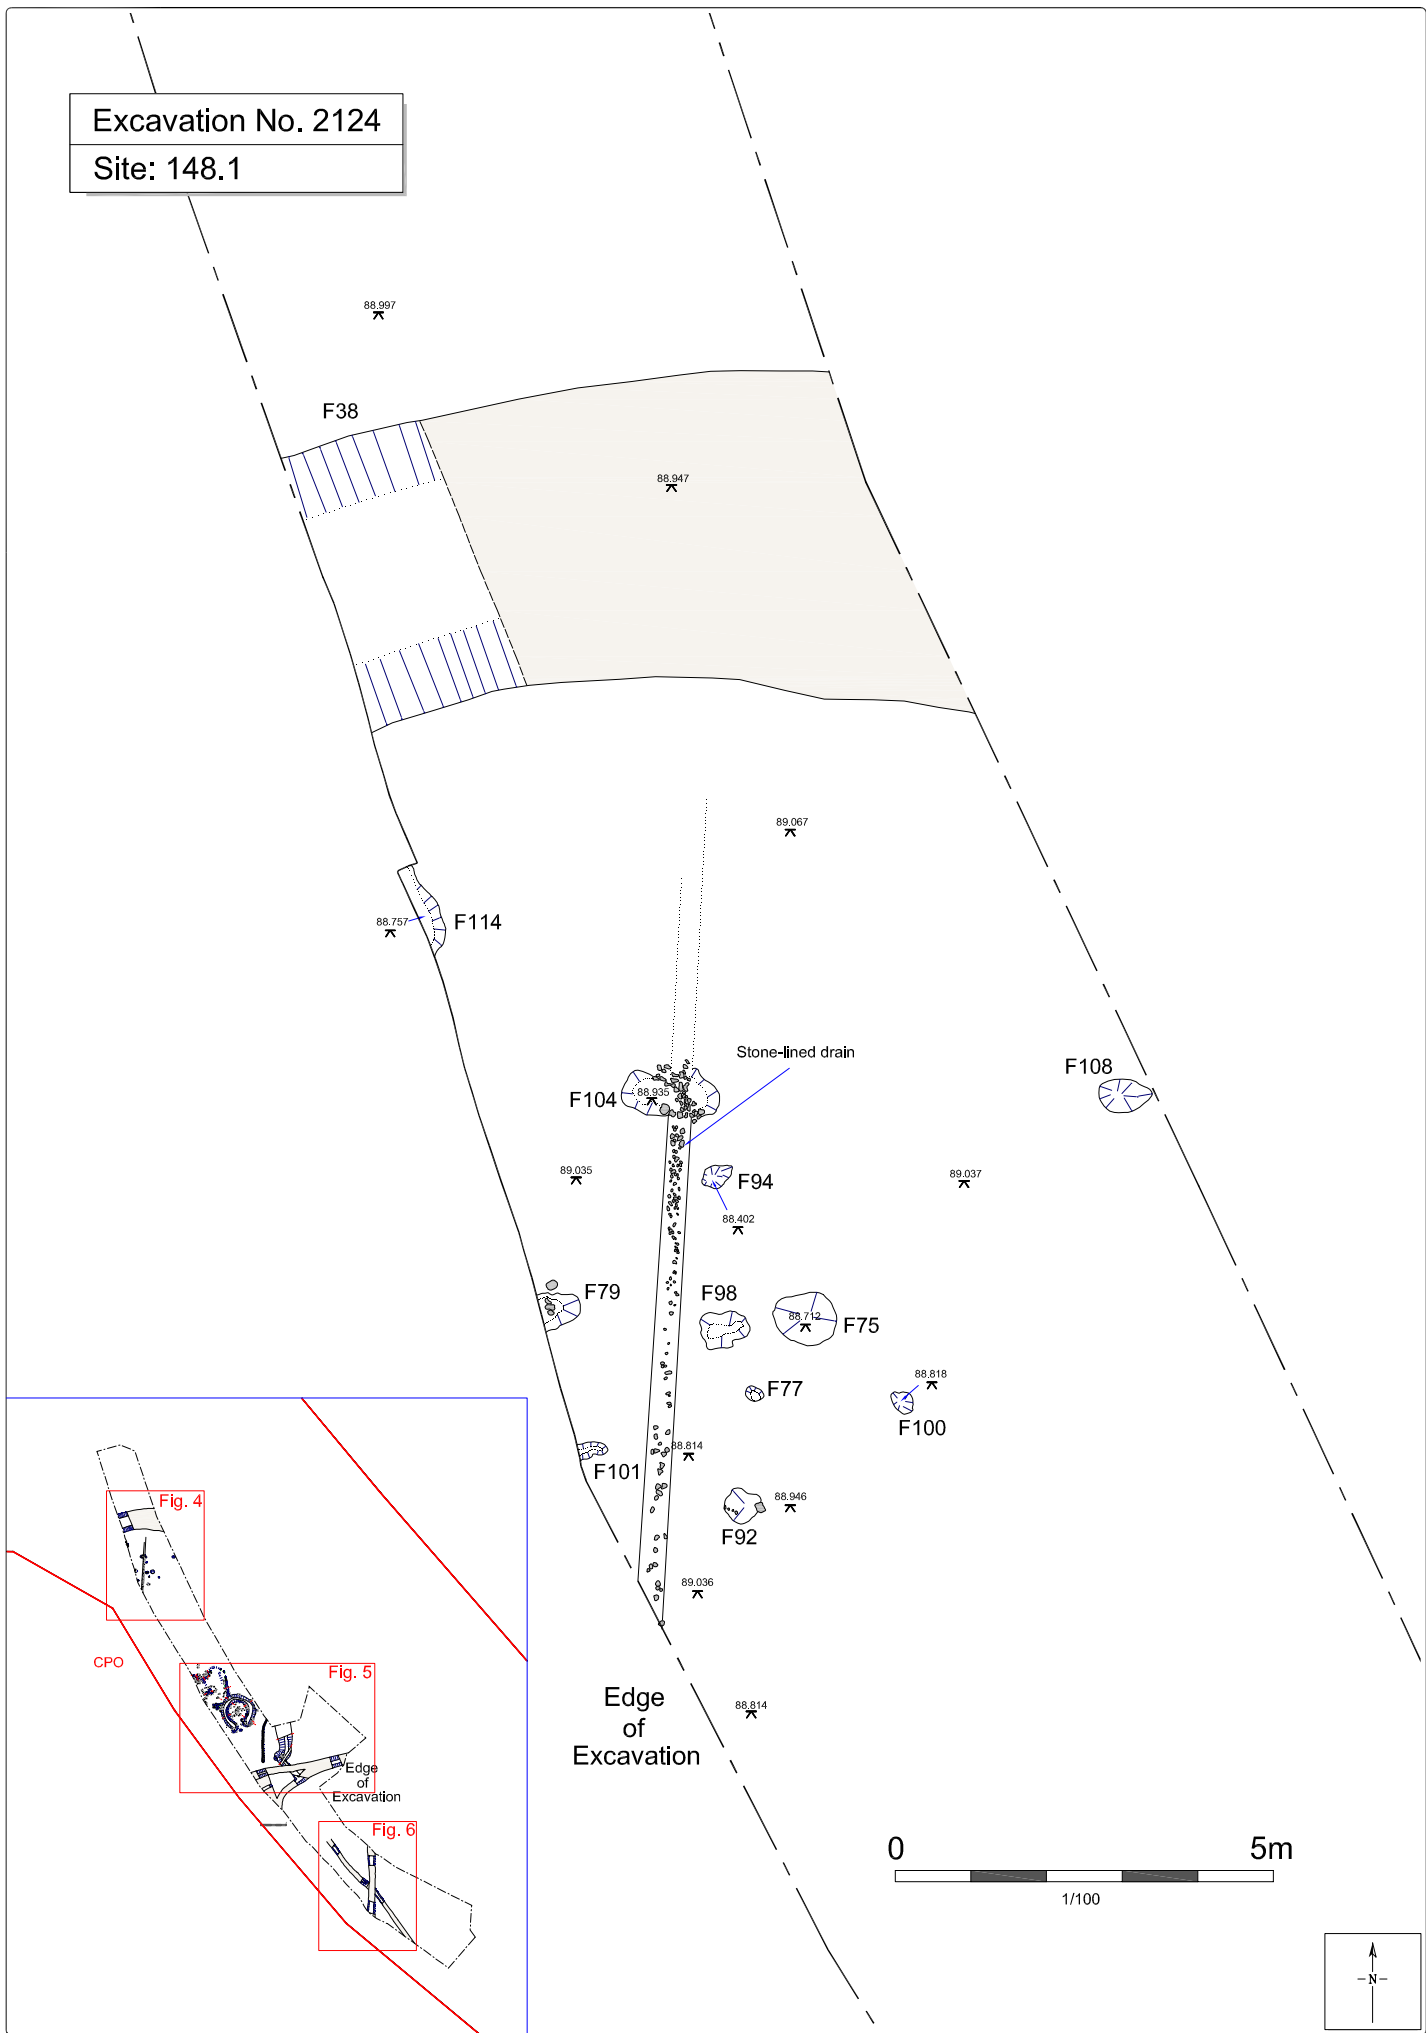 Excavation No. 2124
Site: 148.1
88.997
F38
88.947
89.067
88.757
F114
Stone-lined drain
F108
F104
88.935
89.035
F94
89.037
88.402
F79
F98
88.712
F75
88.818
F77
F100
88.814
F101
88.946
F92
89.036
Edge
of
Excavation
88.814
Fig. 4
CPO
Fig. 5
Edge
of
Excavation
Fig. 6
0 5m
1/100
-N-